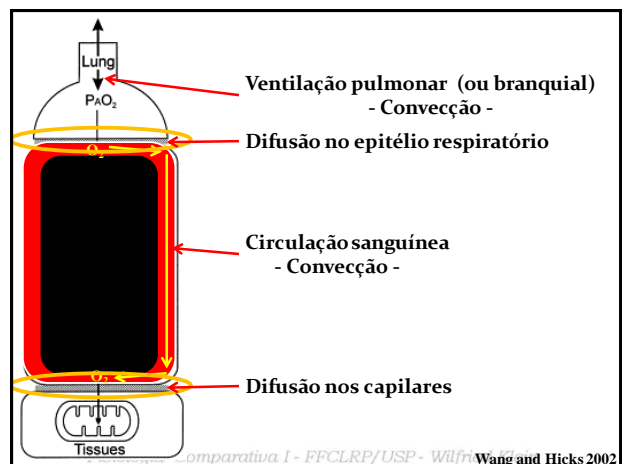 Lung
PAO₂
Ventilação pulmonar (ou branquial)
- Convecção -
Difusão no epitélio respiratório
O₂
Circulação sanguínea
- Convecção -
O₂
Difusão nos capilares
Tissues
Comparativa I - FFCLRP/USP - Wilfried Klein
Wang and Hicks 2002